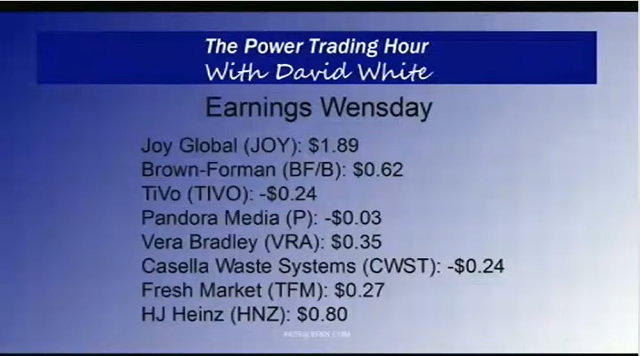 The Power Trading Hour
With David White
Earnings Wensday
Joy Global (JOY): $1.89
Brown-Forman (BF/B): $0.62
TiVo (TIVO): -$0.24
Pandora Media (P): -$0.03
Vera Bradley (VRA): $0.35
Casella Waste Systems (CWST): -$0.24
Fresh Market (TFM): $0.27
HJ Heinz (HNZ): $0.80